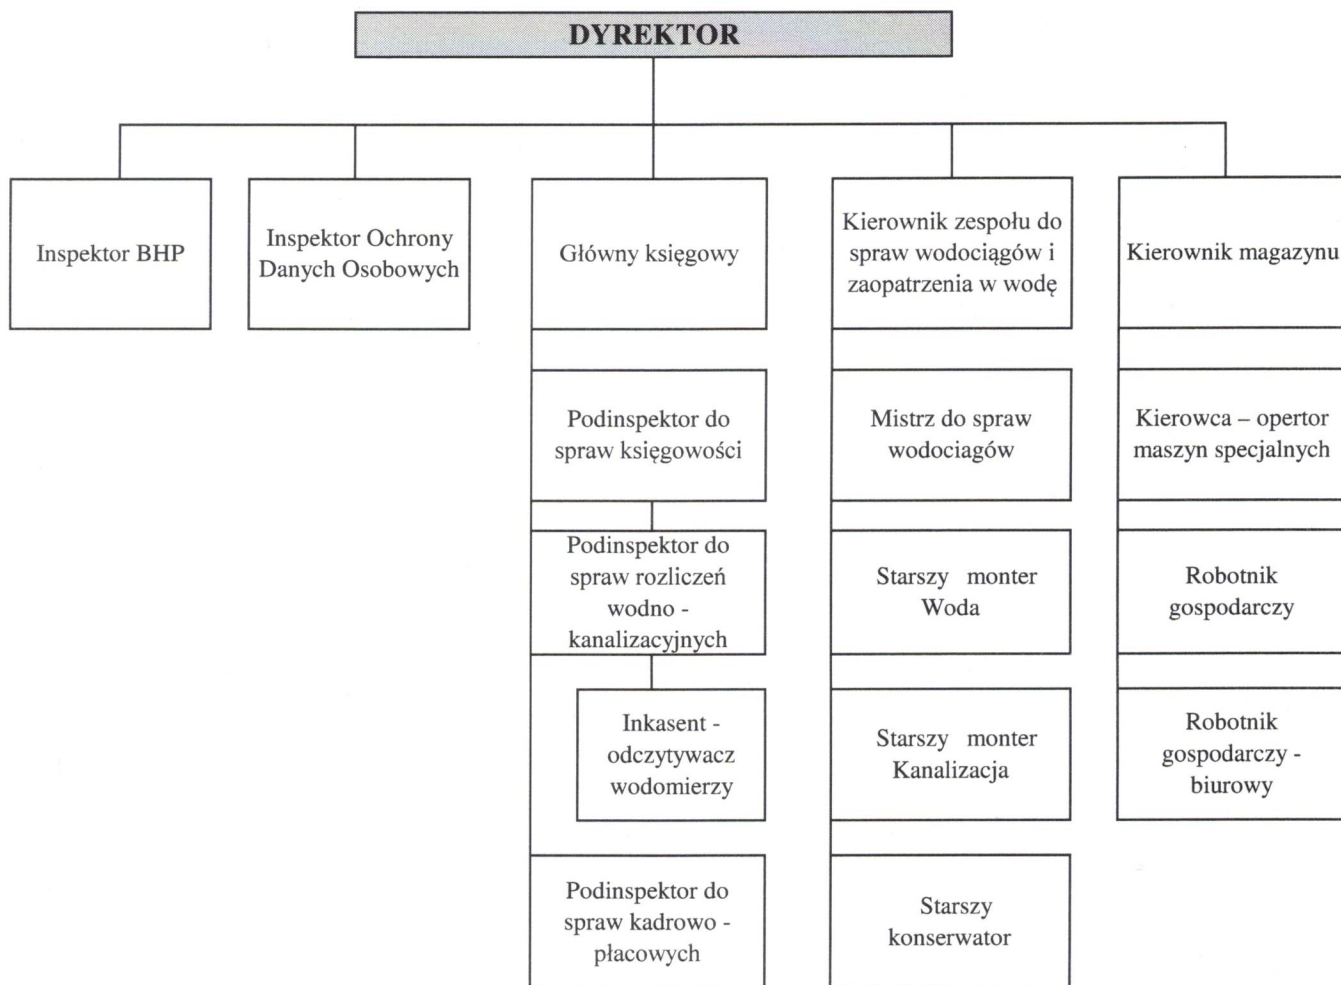 DYREKTOR
Inspektor BHP
Inspektor Ochrony
Danych Osobowych
Główny księgowy
Kierownik zespołu do
spraw wodociągów i
zaopatrzenia w wodę
Kierownik magazynu
Podinspektor do
spraw księgowości
Mistrz do spraw
wodociagów
Kierowca – opertor
maszyn specjalnych
Podinspektor do
spraw rozliczeń
wodno -
kanalizacyjnych
Starszy monter
Woda
Robotnik
gospodarczy
Inkasent -
odczytywacz
wodomierzy
Starszy monter
Kanalizacja
Robotnik
gospodarczy -
biurowy
Podinspektor do
spraw kadrowo -
płacowych
Starszy
konserwator